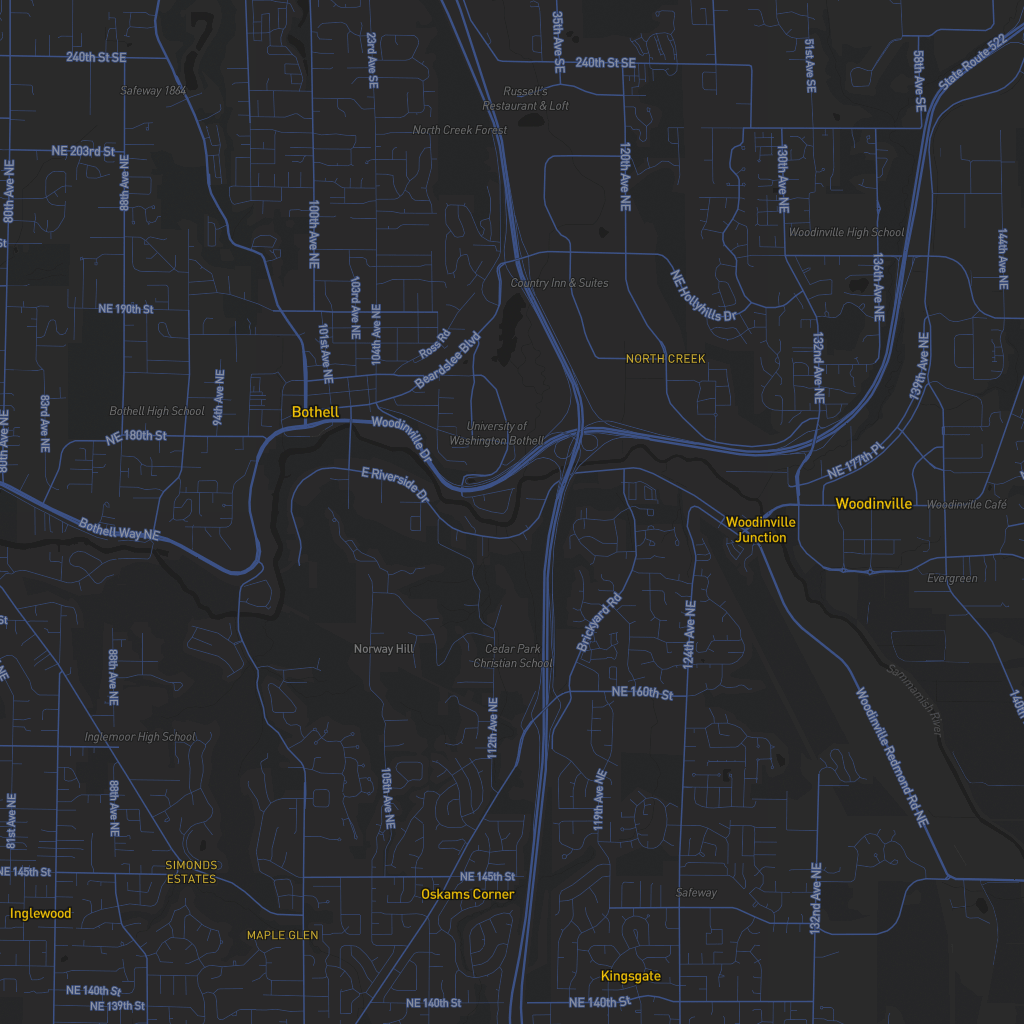 35th Ave SE
23rd Ave SE
51st Ave SE
58th Ave SE
State Route 522
240th St SE
240th St SE
Safeway 1864
Russell's
Restaurant & Loft
North Creek Forest
NE 203rd St
80th Ave NE
88th Ave NE
120th Ave NE
130th Ave NE
100th Ave NE
Woodinville High School
144th Ave NE
136th Ave NE
St
Country Inn & Suites
NE Hollyhills Dr
103rd Ave NE
NE 190th St
104th Ave NE
101st Ave NE
Ross Rd
Beardslee Blvd
NORTH CREEK
132nd Ave NE
139th Ave NE
94th Ave NE
83rd Ave NE
Bothell High School
Bothell
80th Ave NE
NE 180th St
Woodinville Dr
University of
Washington Bothell
NE 177th Pl
E Riverside Dr
Woodinville
Woodinville Café
Bothell Way NE
Woodinville
Junction
Evergreen
St
Brickyard Rd
124th Ave NE
Norway Hill
Cedar Park
Christian School
88th Ave NE
NE
Sammamish River
NE 160th St
140th
112th Ave NE
Inglemoor High School
Woodinville Redmond Rd NE
105th Ave NE
119th Ave NE
88th Ave NE
81st Ave NE
NE 145th St
SIMONDS
ESTATES
NE 145th St
Oskams Corner
Safeway
132nd Ave NE
Inglewood
MAPLE GLEN
Kingsgate
NE 140th St
NE 139th St
NE 140th St
NE 140th St